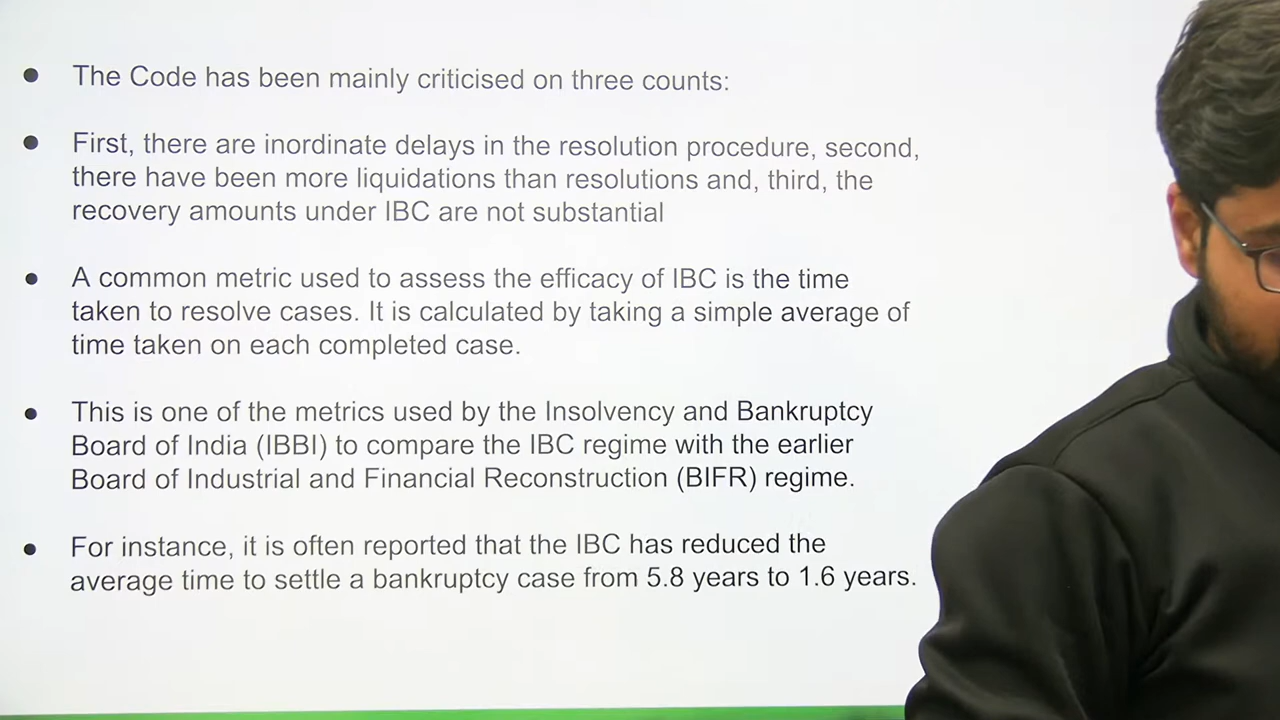 ● The Code has been mainly criticised on three counts:
● First, there are inordinate delays in the resolution procedure, second,
there have been more liquidations than resolutions and, third, the
recovery amounts under IBC are not substantial
● A common metric used to assess the efficacy of IBC is the time
taken to resolve cases. It is calculated by taking a simple average of
time taken on each completed case.
● This is one of the metrics used by the Insolvency and Bankruptcy
Board of India (IBBI) to compare the IBC regime with the earlier
Board of Industrial and Financial Reconstruction (BIFR) regime.
● For instance, it is often reported that the IBC has reduced the
average time to settle a bankruptcy case from 5.8 years to 1.6 years.